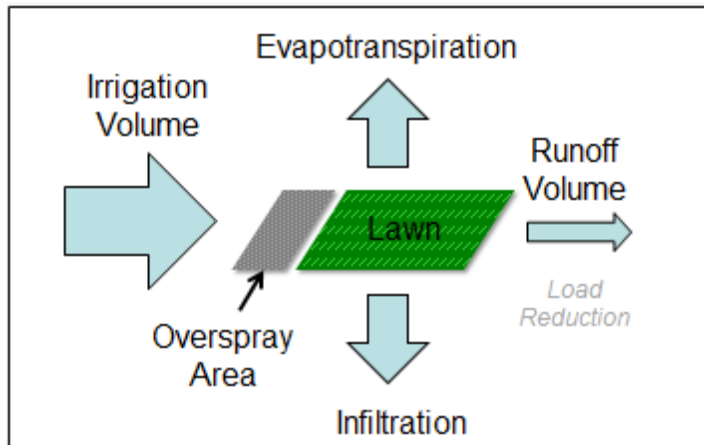 Evapotranspiration
Irrigation
Volume
Runoff
Volume
Lawn
Load
Reduction
Overspray
Area
Infiltration